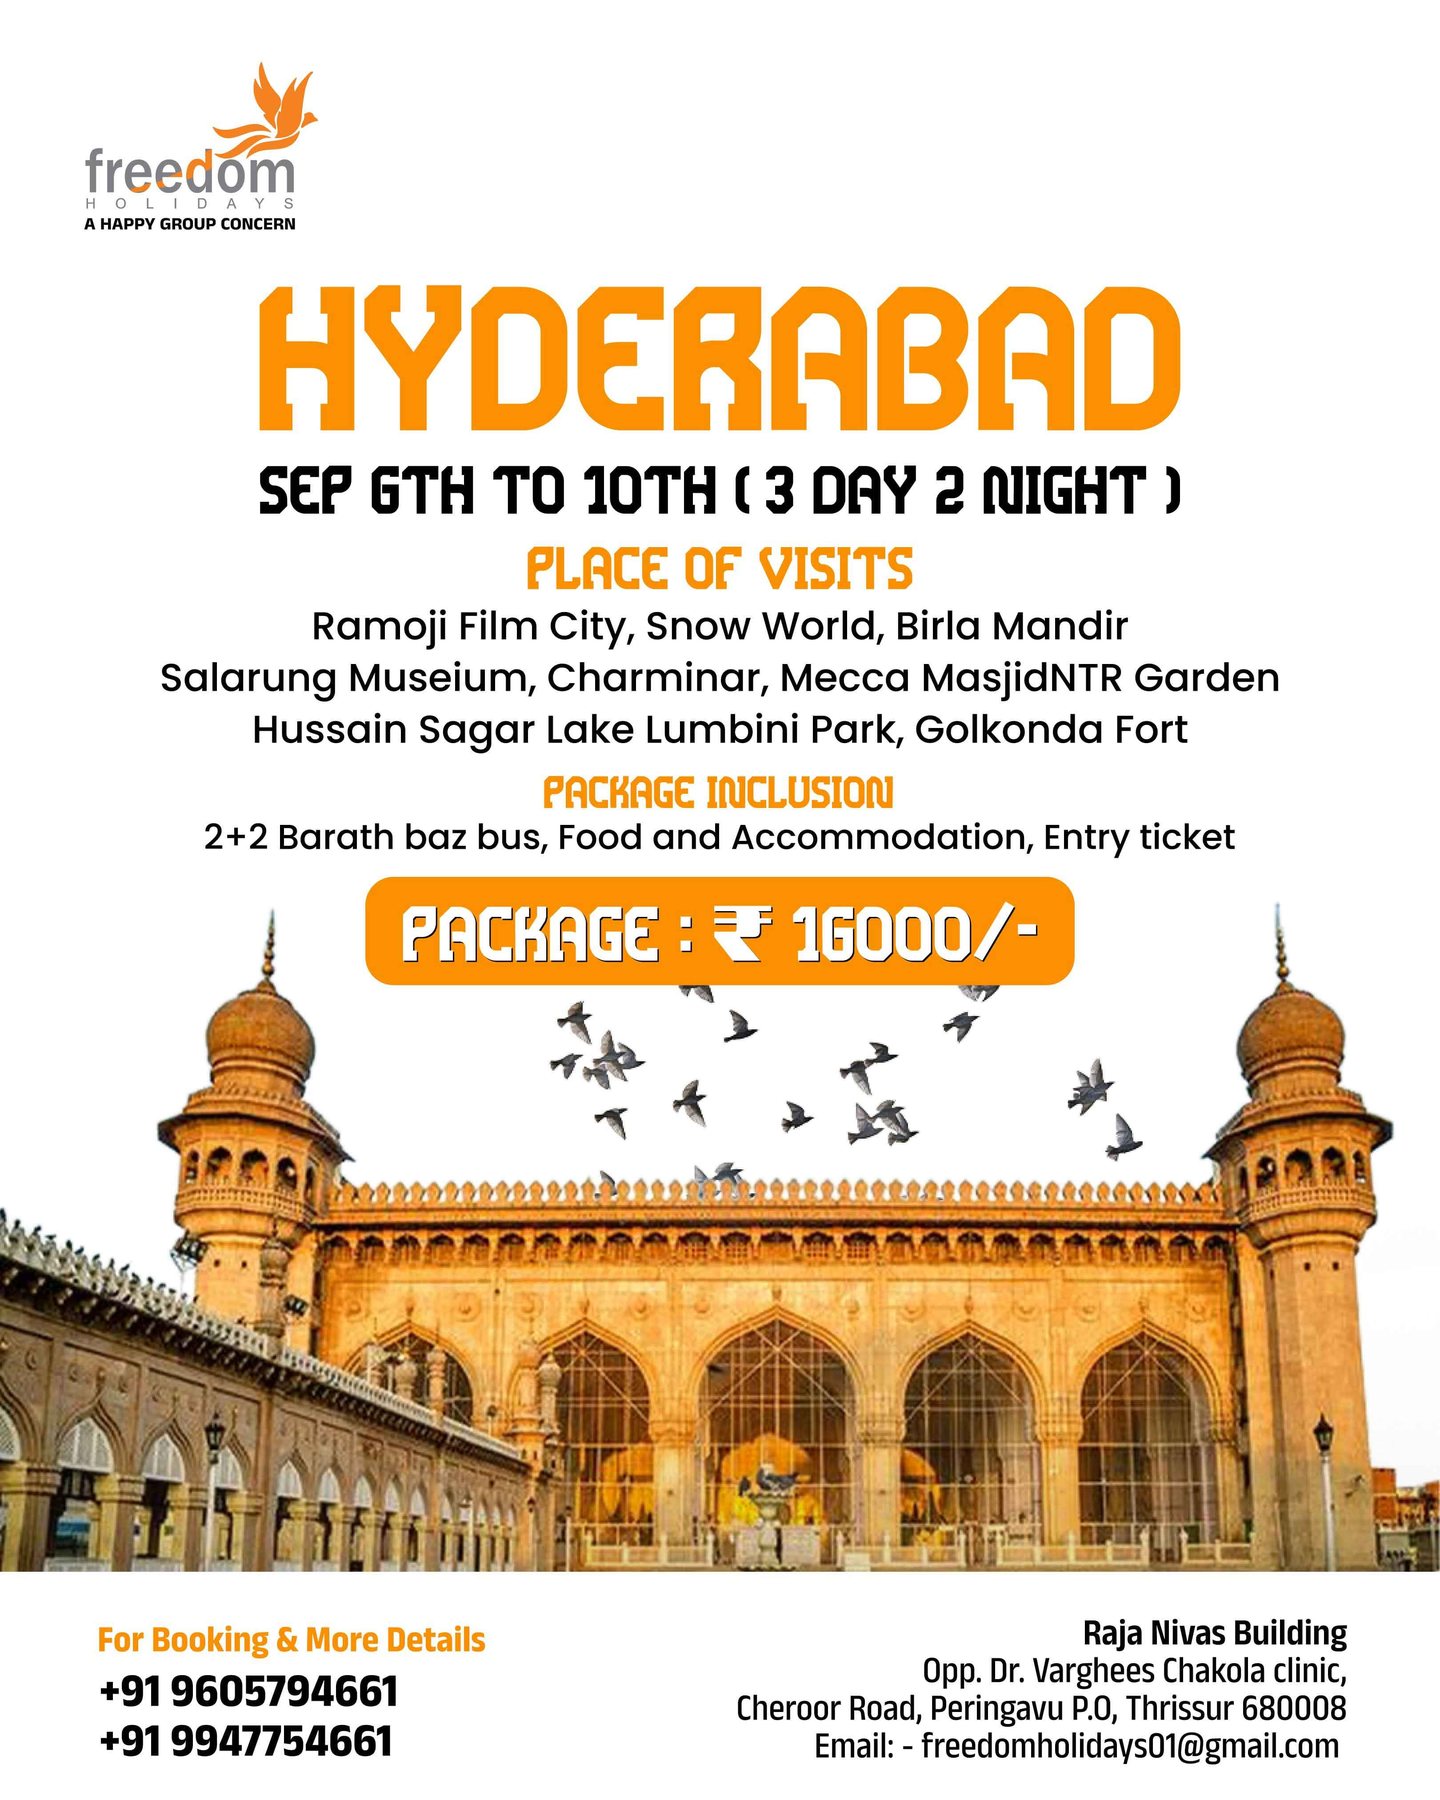 freedom
HOLIDAYS
A HAPPY GROUP CONCERN
HYDERABAD
SEP 6TH TO 10TH ( 3 DAY 2 NIGHT )
PLACE OF VISITS
Ramoji Film City, Snow World, Birla Mandir
Salarung Museium, Charminar, Mecca MasjidNTR Garden
Hussain Sagar Lake Lumbini Park, Golkonda Fort
PACKAGE INCLUSION
2+2 Barath baz bus, Food and Accommodation, Entry ticket
PACKAGE : ₹ 16000/-
For Booking & More Details
+91 9605794661
+91 9947754661
Raja Nivas Building
Opp. Dr. Varghees Chakola clinic,
Cheroor Road, Peringavu P.O, Thrissur 680008
Email: - freedomholidays01@gmail.com